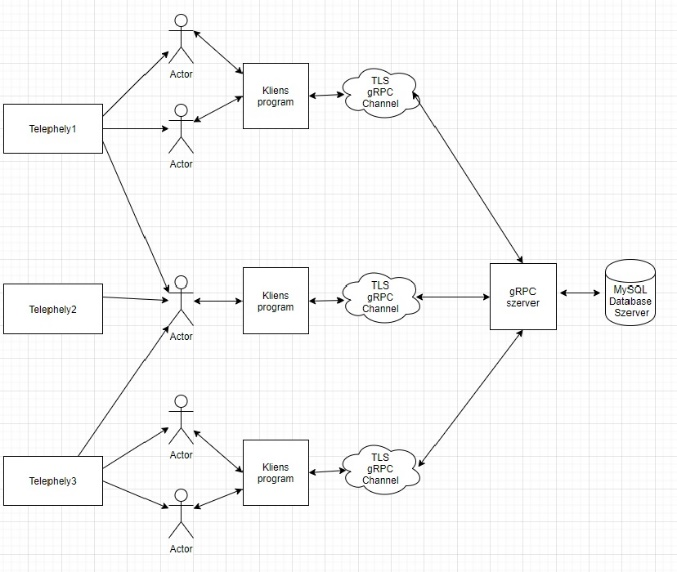 Actor
Kliens
program
TLS
gRPC
Channel
Telephely1
Actor
Telephely2
Actor
Kliens
program
TLS
gRPC
Channel
gRPC
szerver
MySQL
Database
Szerver
Actor
Telephely3
Kliens
program
TLS
gRPC
Channel
Actor